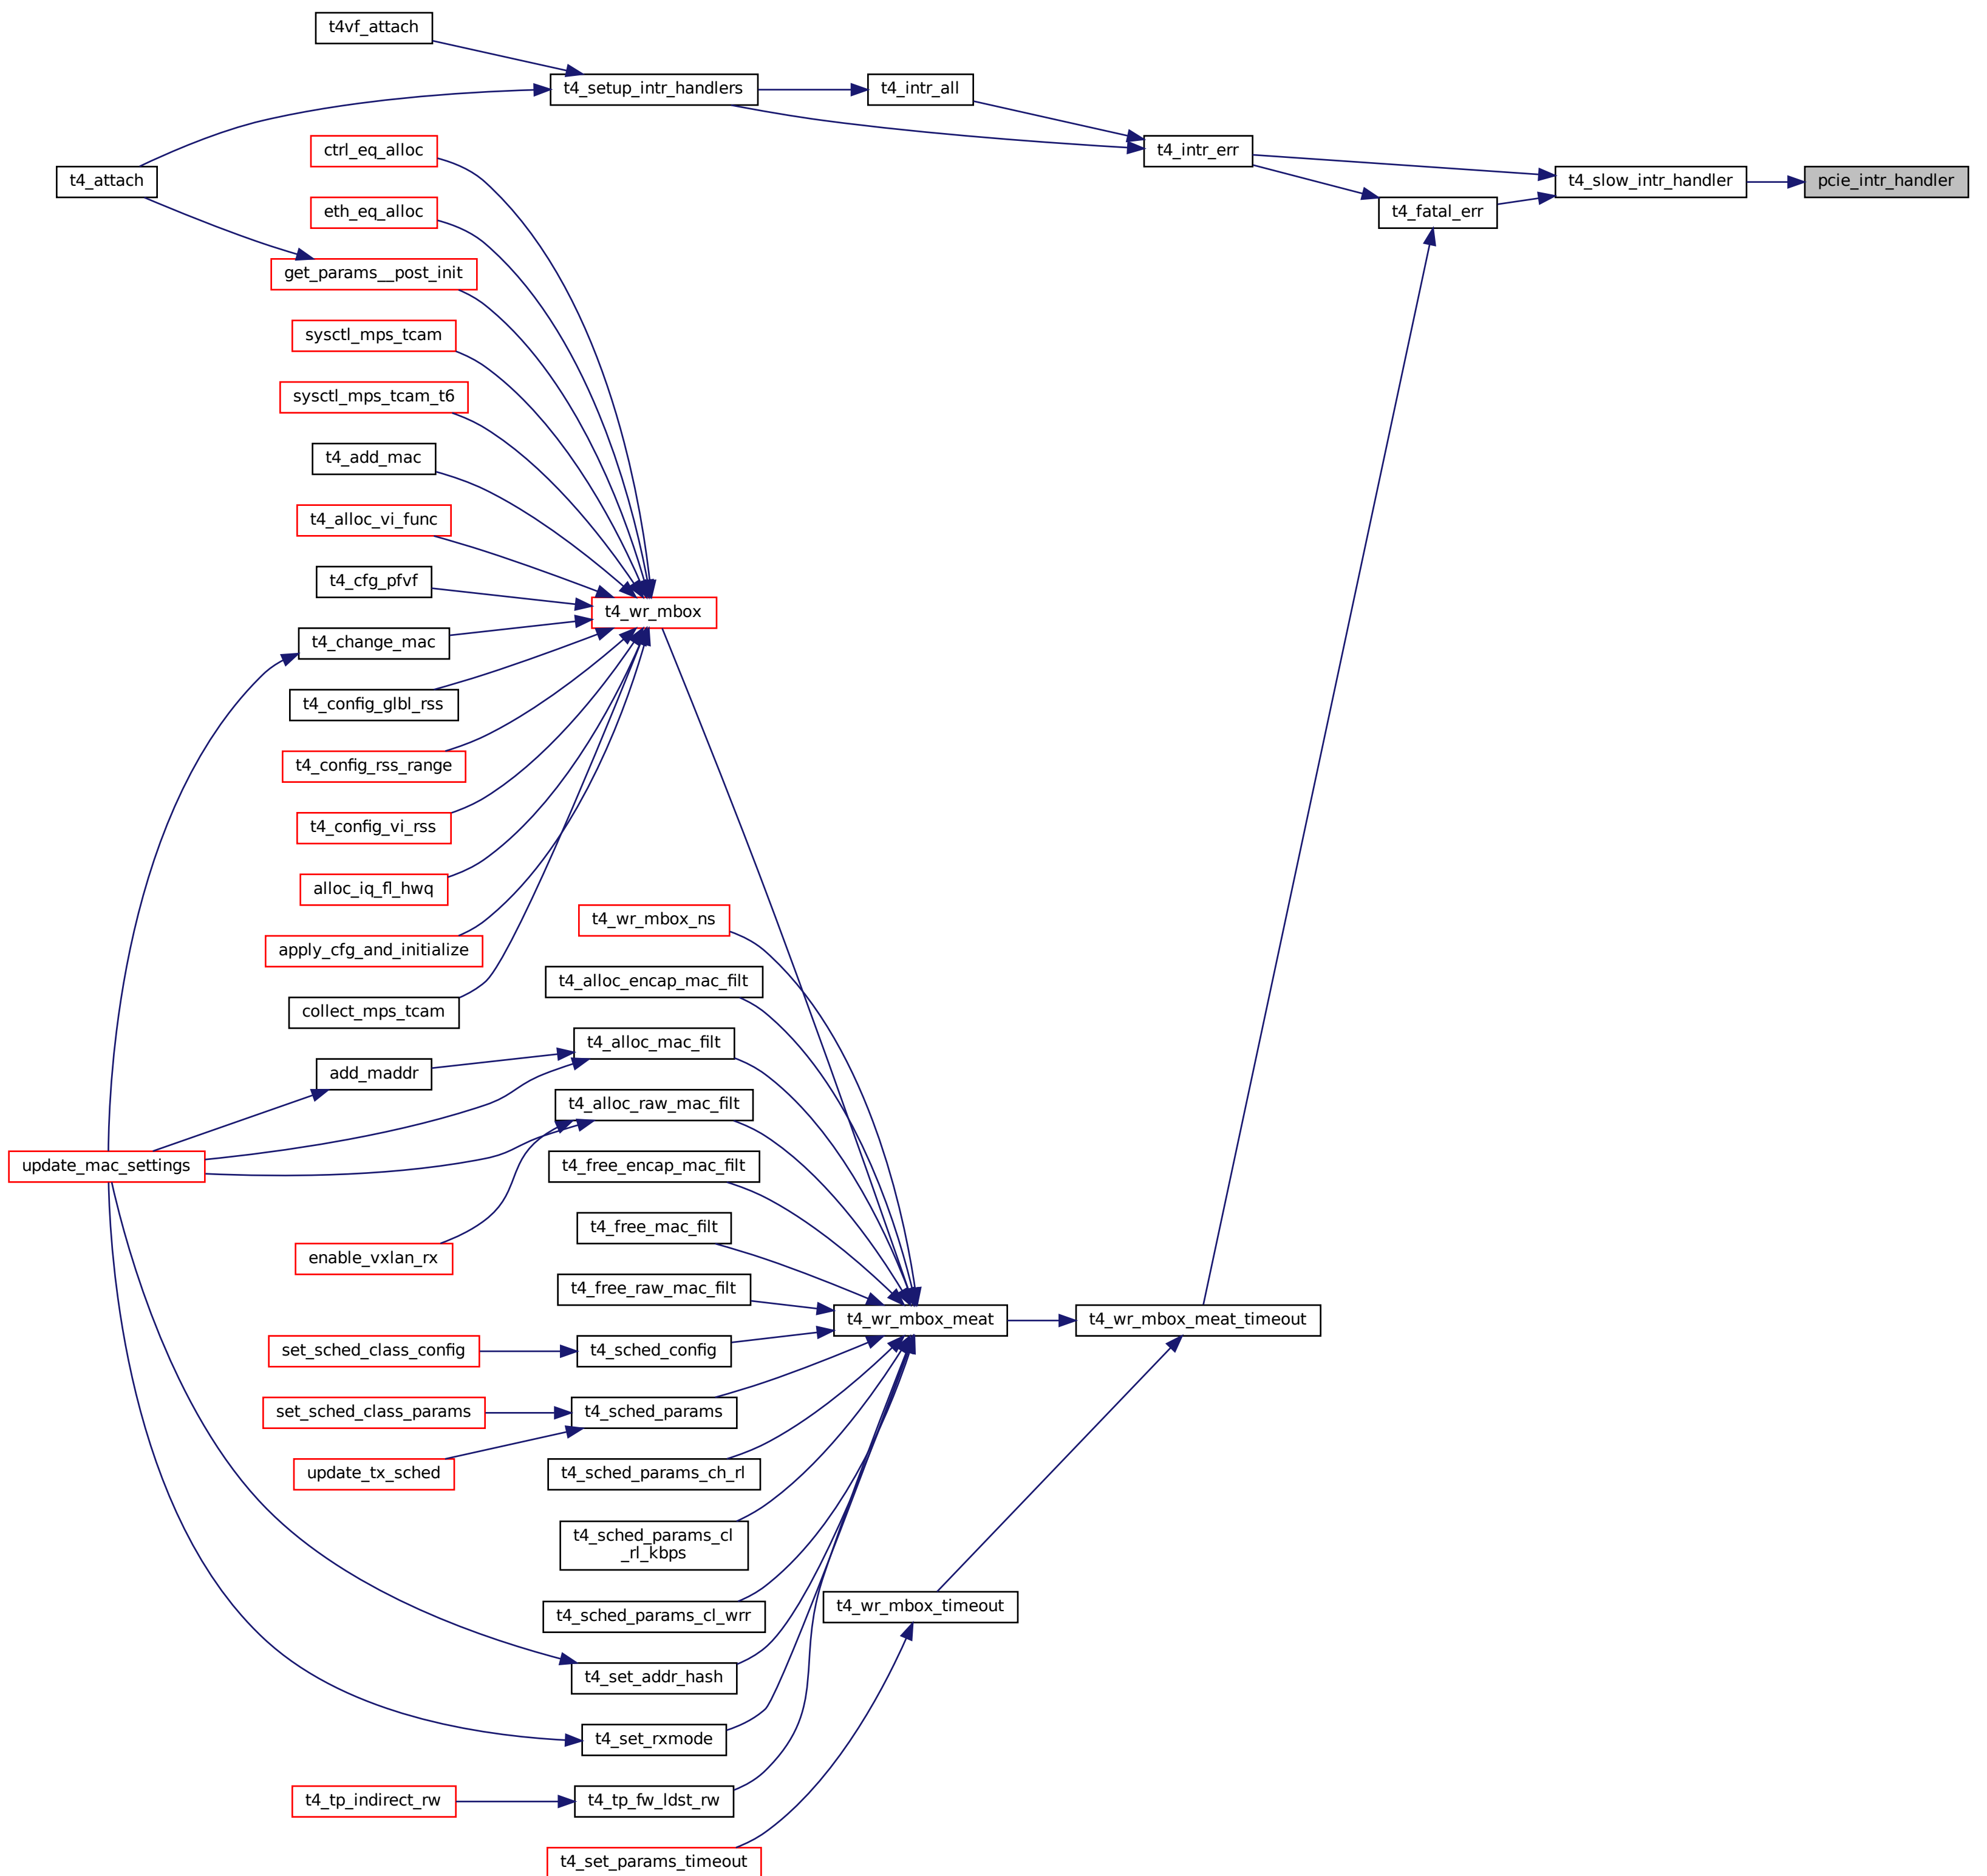 t4vf_attach
t4_setup_intr_handlers
t4_intr_all
ctrl_eq_alloc
t4_intr_err
t4_attach
t4_slow_intr_handler
pcie_intr_handler
eth_eq_alloc
t4_fatal_err
get_params__post_init
sysctl_mps_tcam
sysctl_mps_tcam_t6
t4_add_mac
t4_alloc_vi_func
t4_cfg_pfvf
t4_wr_mbox
t4_change_mac
t4_config_glbl_rss
t4_config_rss_range
t4_config_vi_rss
alloc_iq_fl_hwq
t4_wr_mbox_ns
apply_cfg_and_initialize
t4_alloc_encap_mac_filt
collect_mps_tcam
t4_alloc_mac_filt
add_maddr
t4_alloc_raw_mac_filt
update_mac_settings
t4_free_encap_mac_filt
t4_free_mac_filt
enable_vxlan_rx
t4_free_raw_mac_filt
t4_wr_mbox_meat
t4_wr_mbox_meat_timeout
set_sched_class_config
t4_sched_config
set_sched_class_params
t4_sched_params
update_tx_sched
t4_sched_params_ch_rl
t4_sched_params_cl
_rl_kbps
t4_wr_mbox_timeout
t4_sched_params_cl_wrr
t4_set_addr_hash
t4_set_rxmode
t4_tp_indirect_rw
t4_tp_fw_ldst_rw
t4_set_params_timeout